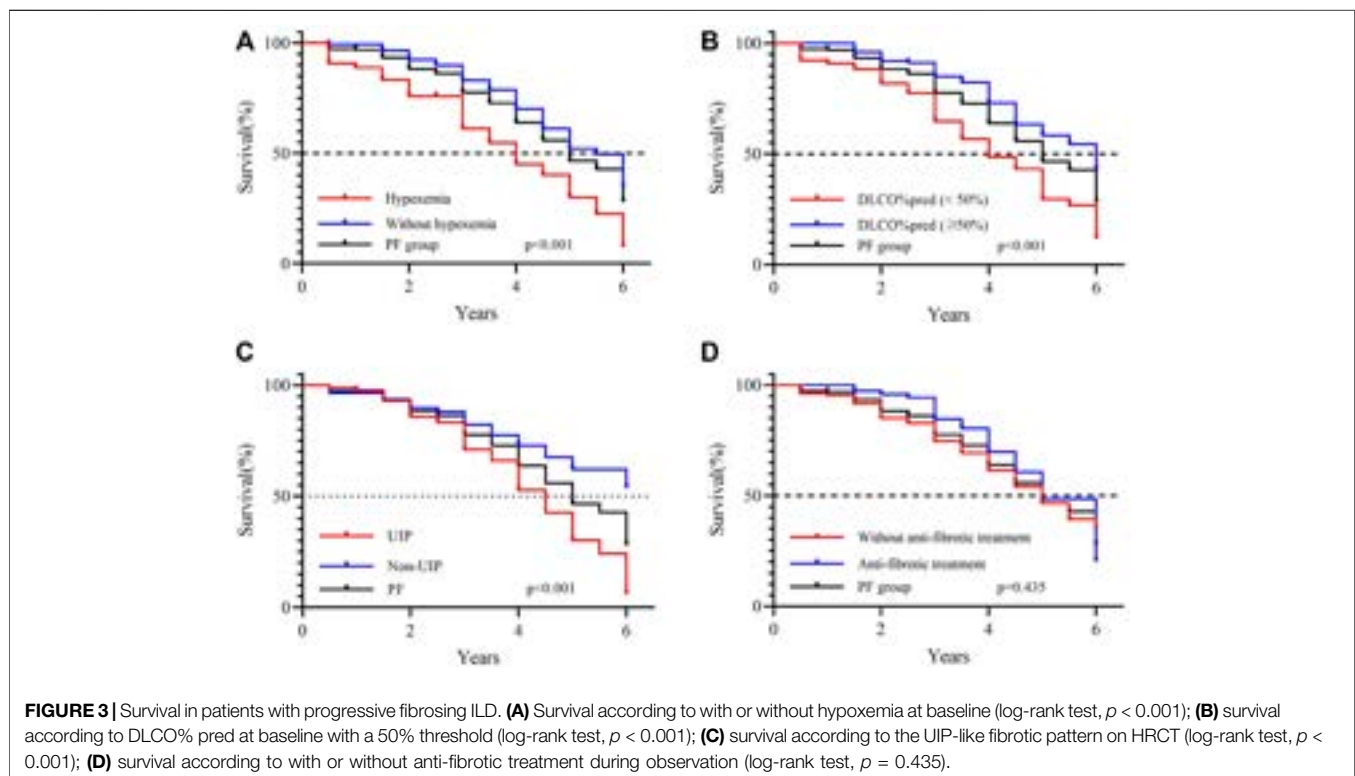 A
Survival(%)
100
50
0
Hypoxemia
Without hypoxemia
PF group p<0.001
0 2 4 6
Years
B
Survival(%)
100
50
0
DLCO%pred (< 50%)
DLCO%pred (≥50%)
PF group p<0.001
0 2 4 6
Years
C
Survival(%)
100
50
0
UIP
Non-UIP
PF p<0.001
0 2 4 6
Years
D
Survival(%)
100
50
0
Without anti-fibrotic treatment
Anti-fibrotic treatment
PF group p=0.435
0 2 4 6
Years
FIGURE 3 | Survival in patients with progressive fibrosing ILD. (A) Survival according to with or without hypoxemia at baseline (log-rank test, p < 0.001); (B) survival
according to DLCO% pred at baseline with a 50% threshold (log-rank test, p < 0.001); (C) survival according to the UIP-like fibrotic pattern on HRCT (log-rank test, p <
0.001); (D) survival according to with or without anti-fibrotic treatment during observation (log-rank test, p = 0.435).